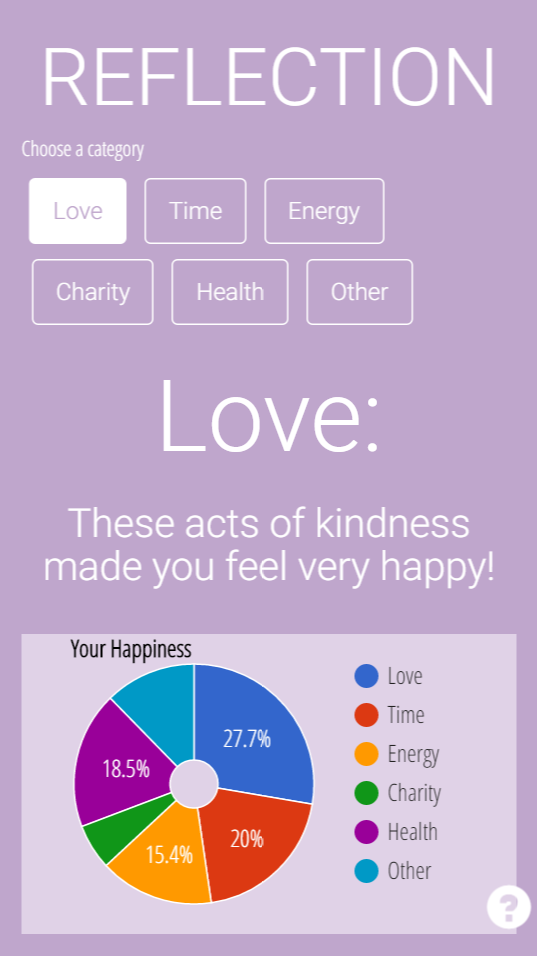 REFLECTION
Choose a category
Love Time Energy
Charity Health Other
Love:
These acts of kindness
made you feel very happy!
Your Happiness
Love
Time
Energy
Charity
Health
Other
27.7%
18.5%
20%
15.4%
?